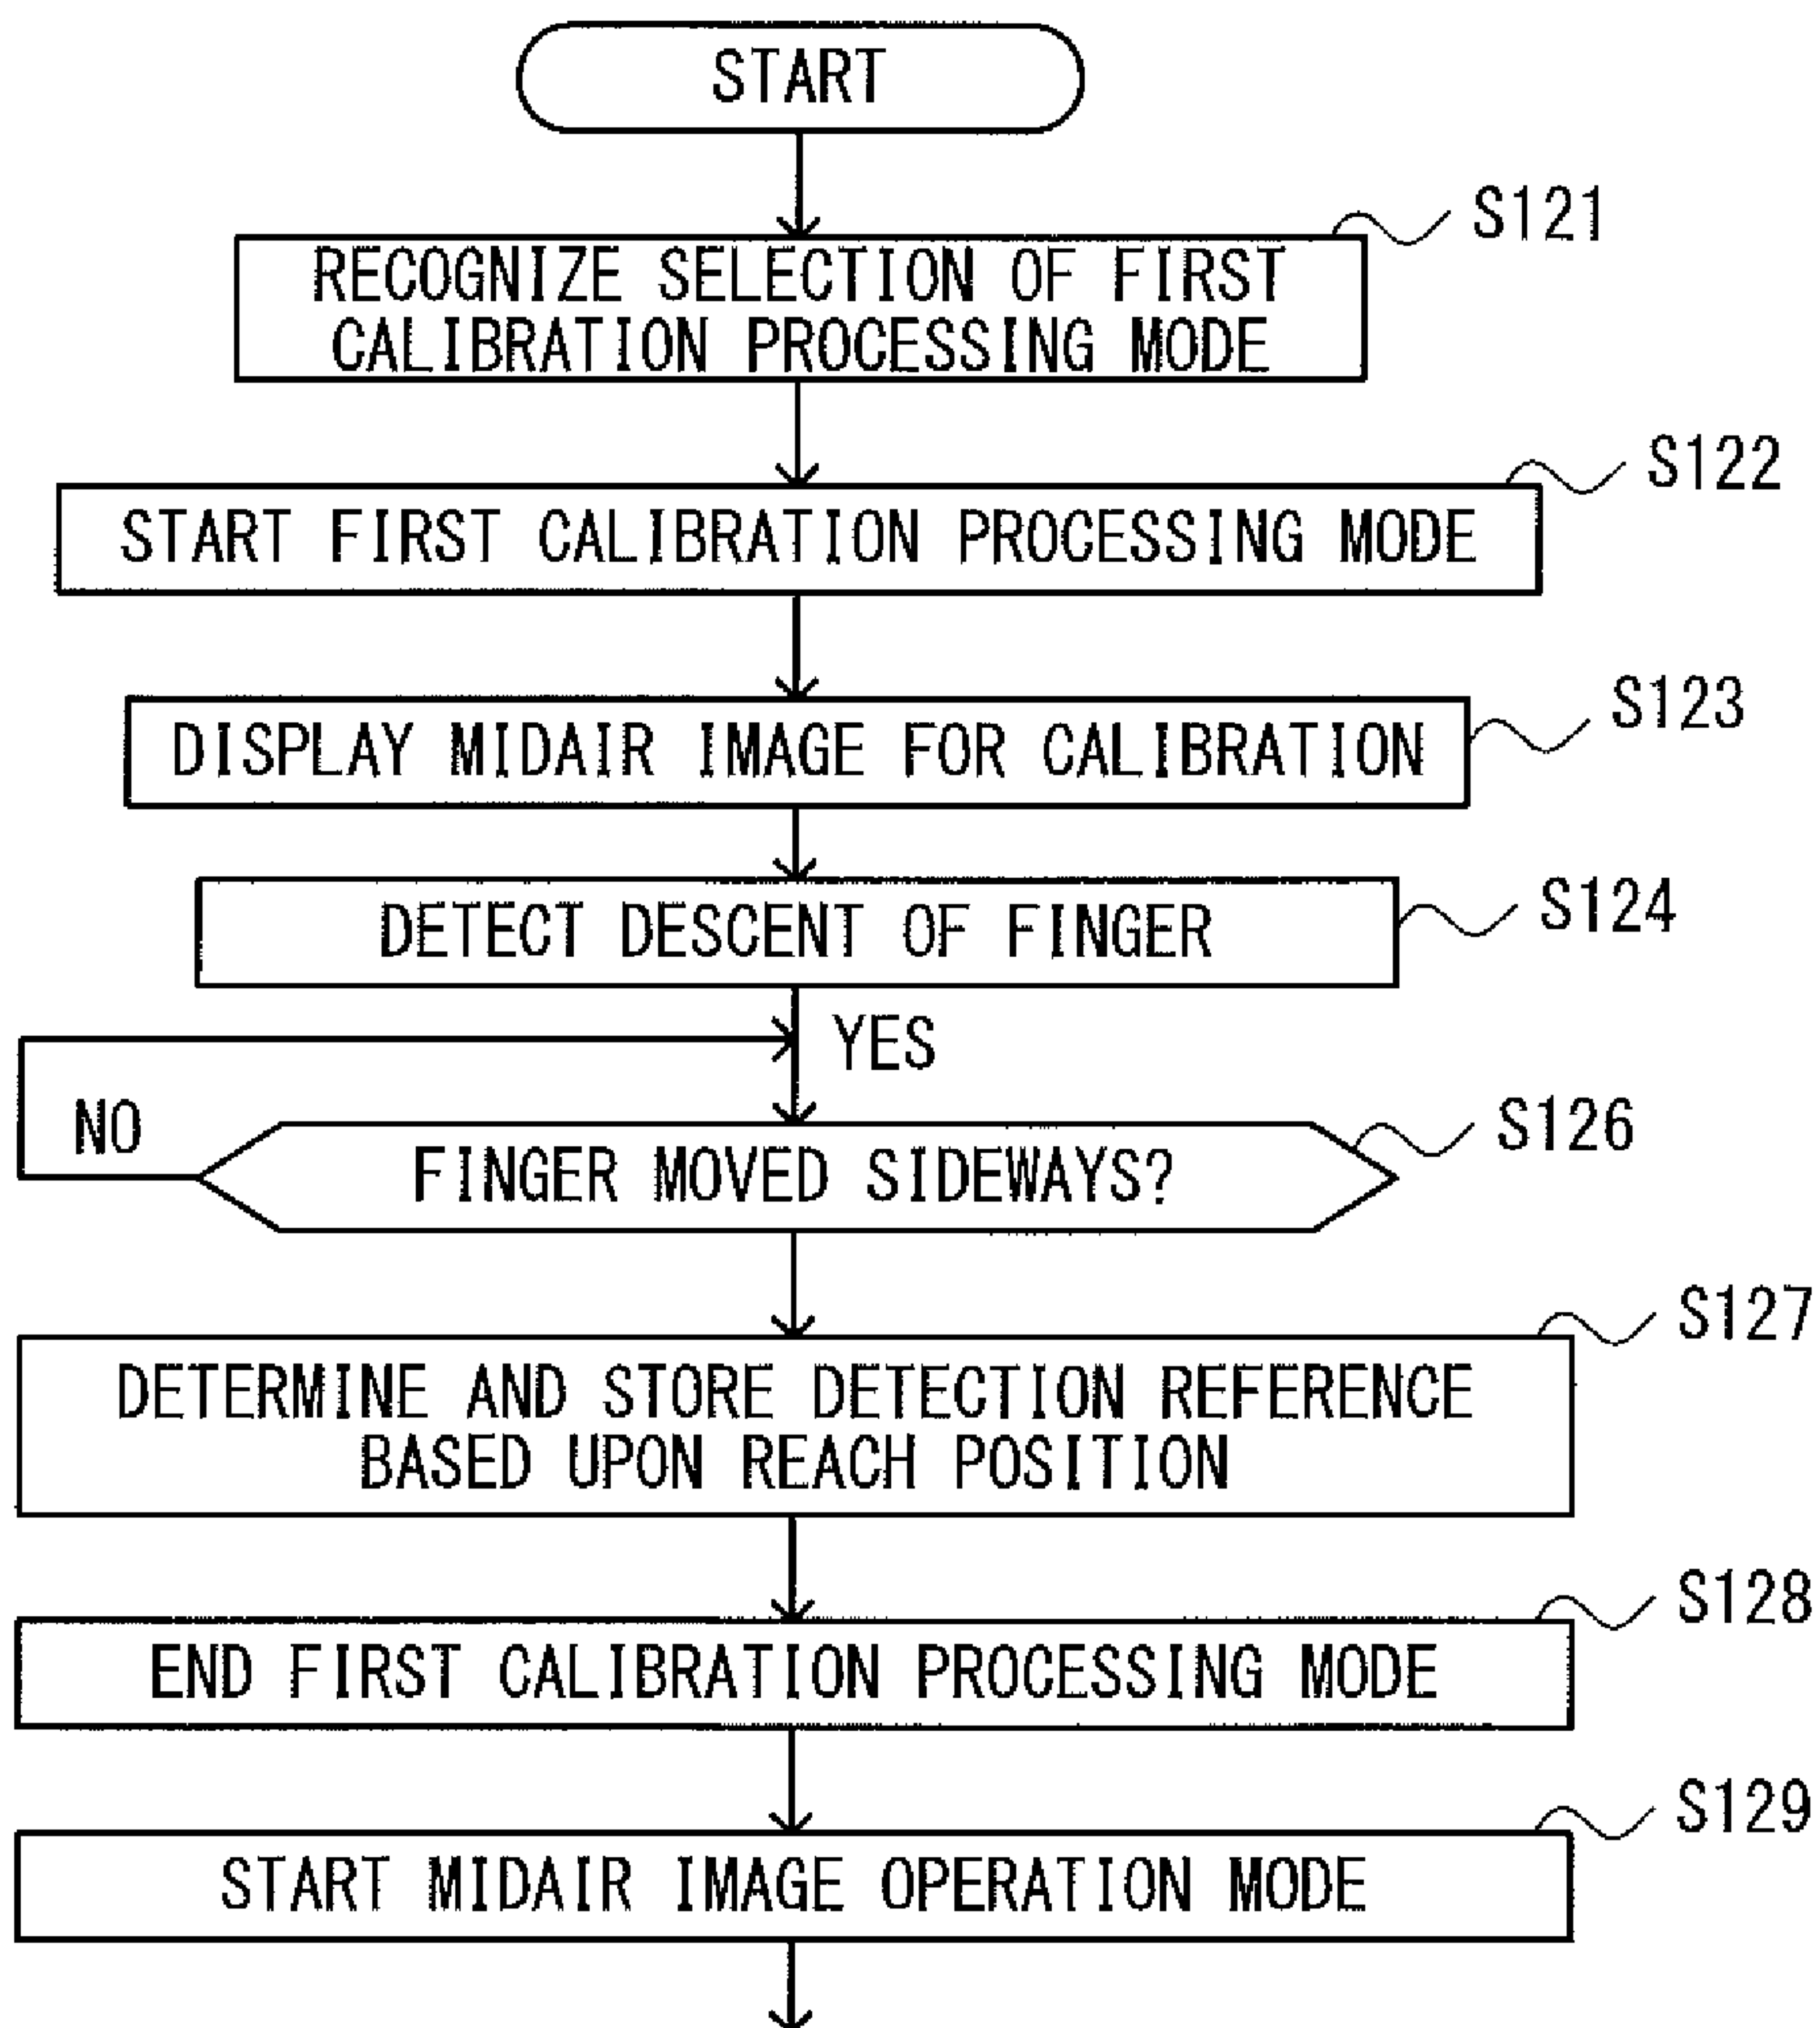 START
S121
RECOGNIZE SELECTION OF FIRST
CALIBRATION PROCESSING MODE
S122
START FIRST CALIBRATION PROCESSING MODE
S123
DISPLAY MIDAIR IMAGE FOR CALIBRATION
S124
DETECT DESCENT OF FINGER
YES
NO
S126
FINGER MOVED SIDEWAYS?
S127
DETERMINE AND STORE DETECTION REFERENCE
BASED UPON REACH POSITION
S128
END FIRST CALIBRATION PROCESSING MODE
S129
START MIDAIR IMAGE OPERATION MODE